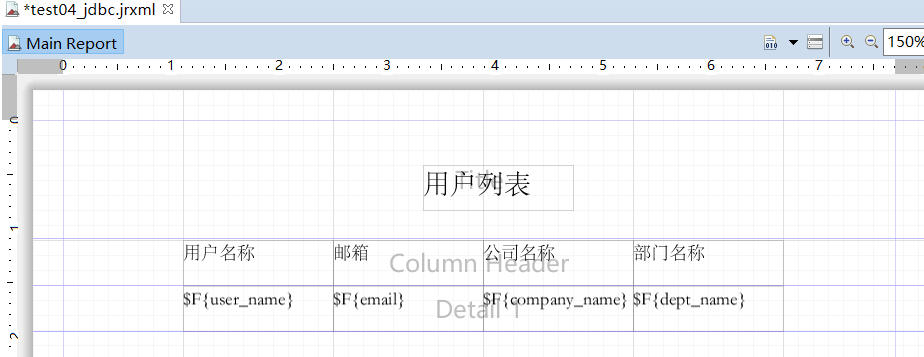 *test04_jdbc.jrxml
Main Report
010
150%
0 1 2 3 4 5 6 7
0
Title
用户列表
1
用户名称 邮箱 公司名称 部门名称
Column Header
$F{user_name} $F{email} $F{company_name} $F{dept_name}
Detail 1
2